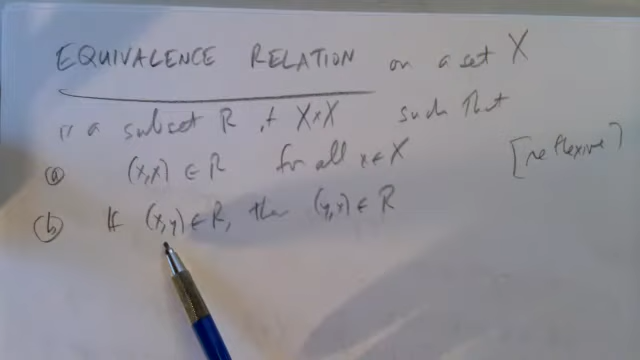 EQUIVALENCE RELATION on a set X
is a subset R of X×X such that
(a) (x,x) ∈ R for all x ∈ X [reflexive]
(b) If (x,y) ∈ R, then (y,x) ∈ R